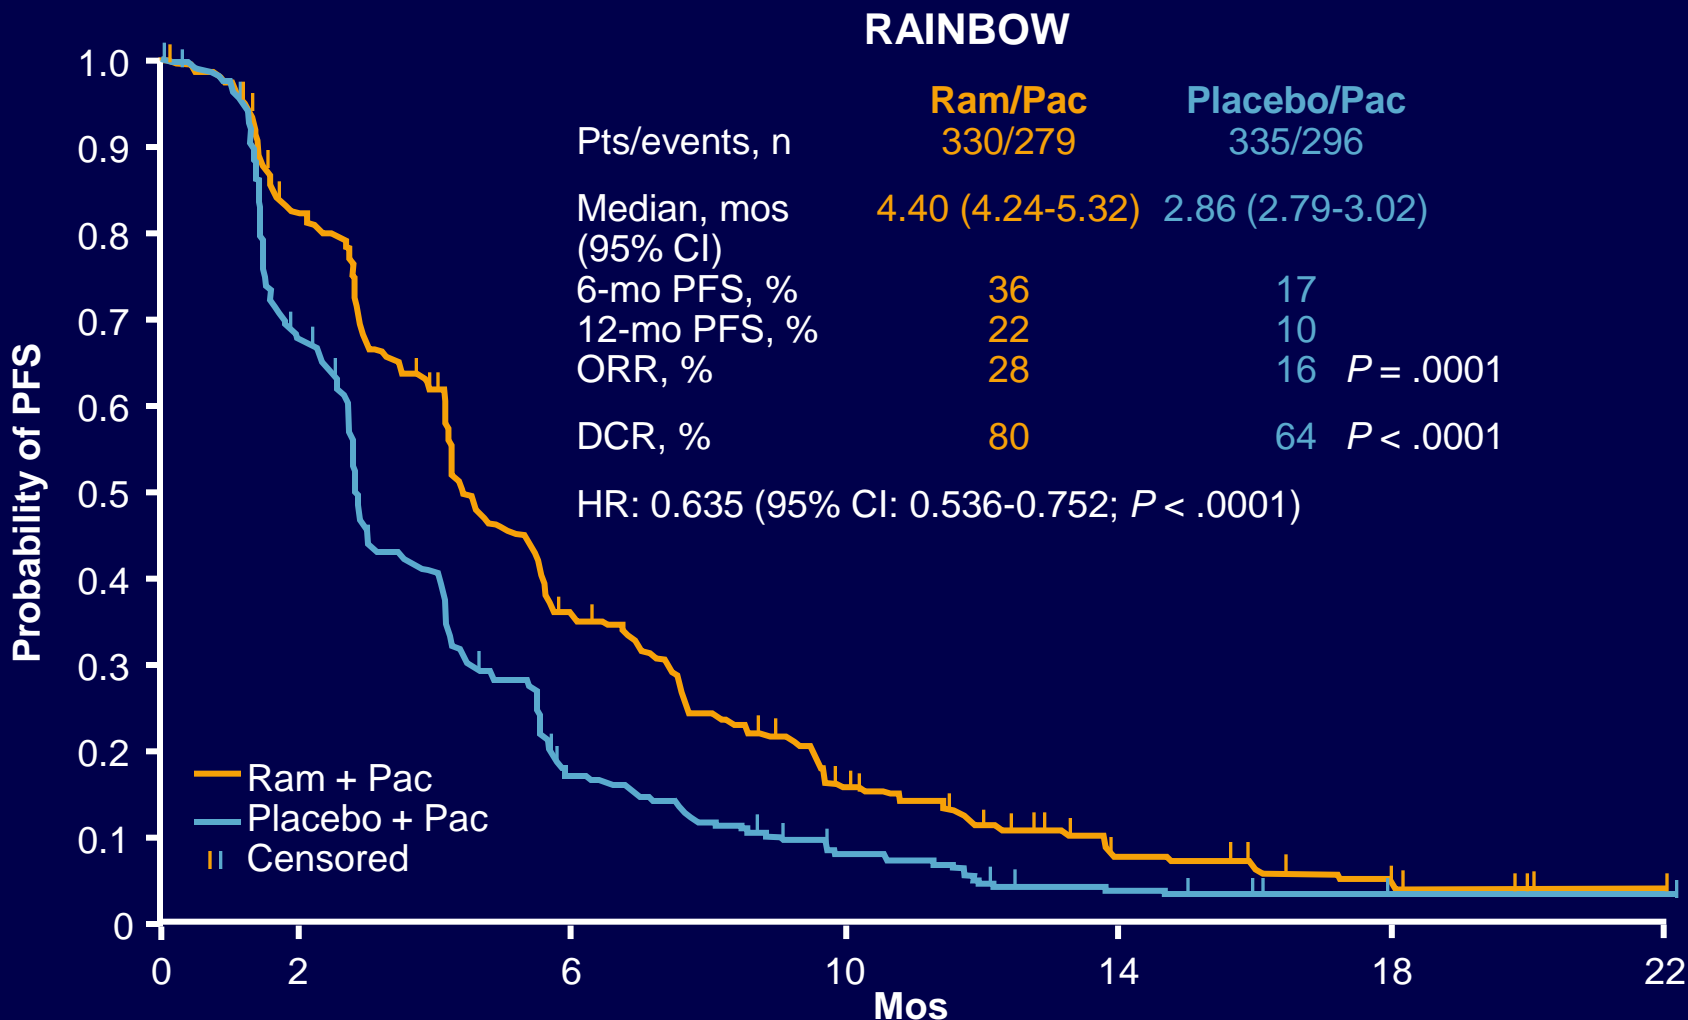 RAINBOW
Ram/Pac Placebo/Pac
Pts/events, n 330/279 335/296
Median, mos 4.40 (4.24-5.32) 2.86 (2.79-3.02)
(95% CI)
6-mo PFS, % 36 17
12-mo PFS, % 22 10
ORR, % 28 16 P = .0001
DCR, % 80 64 P < .0001
HR: 0.635 (95% CI: 0.536-0.752; P < .0001)
Probability of PFS
1.0
0.9
0.8
0.7
0.6
0.5
0.4
0.3
0.2
0.1
0
Ram + Pac
Placebo + Pac
Censored
0 2 6 10 14 18 22
Mos